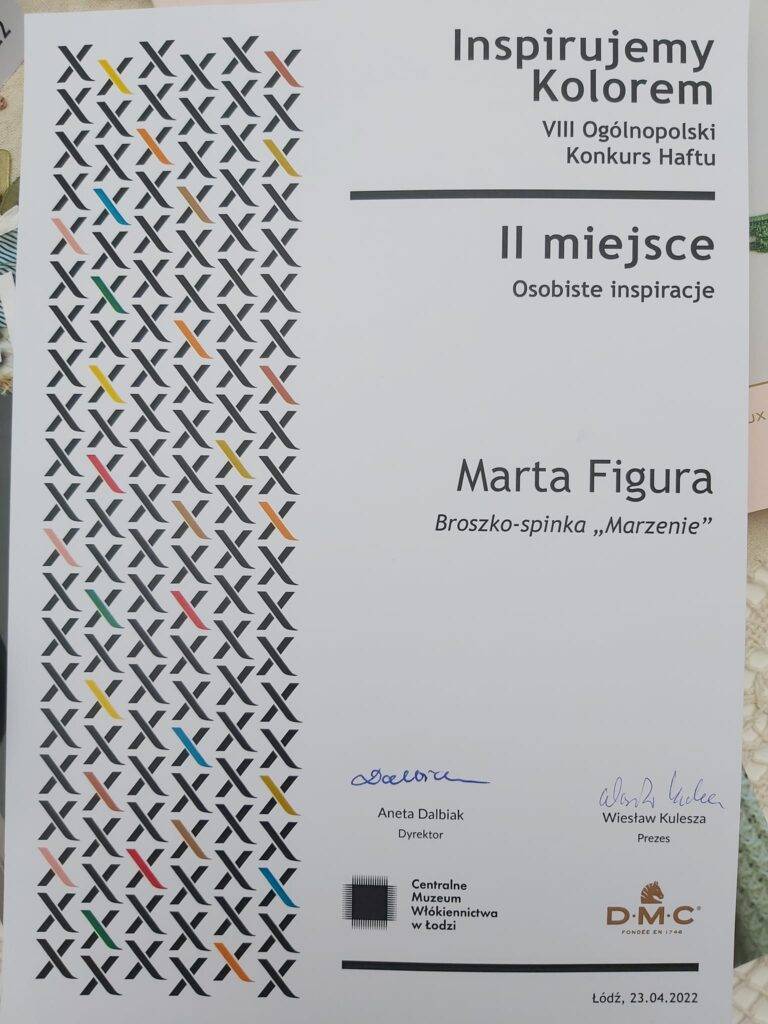 Inspirujemy
Kolorem
VIII Ogólnopolski
Konkurs Haftu
II miejsce
Osobiste inspiracje
Marta Figura
Broszko-spinka „Marzenie”
Aneta Dalbiak
Dyrektor
Wiesław Kulesza
Prezes
Centralne
Muzeum
Włókiennictwa
w Łodzi
D·M·C®
FONDÉE EN 1746
Łódź, 23.04.2022